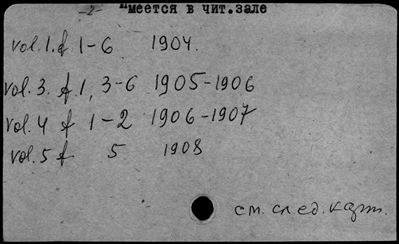 -2- Имеется в чит.зале
vol.1.f 1-6 1904.
vol.3. f.1, 3-6 1905-1906
vol.4 f 1-2 1906-1907
vol.5 f 5 1908
см. след. карт.